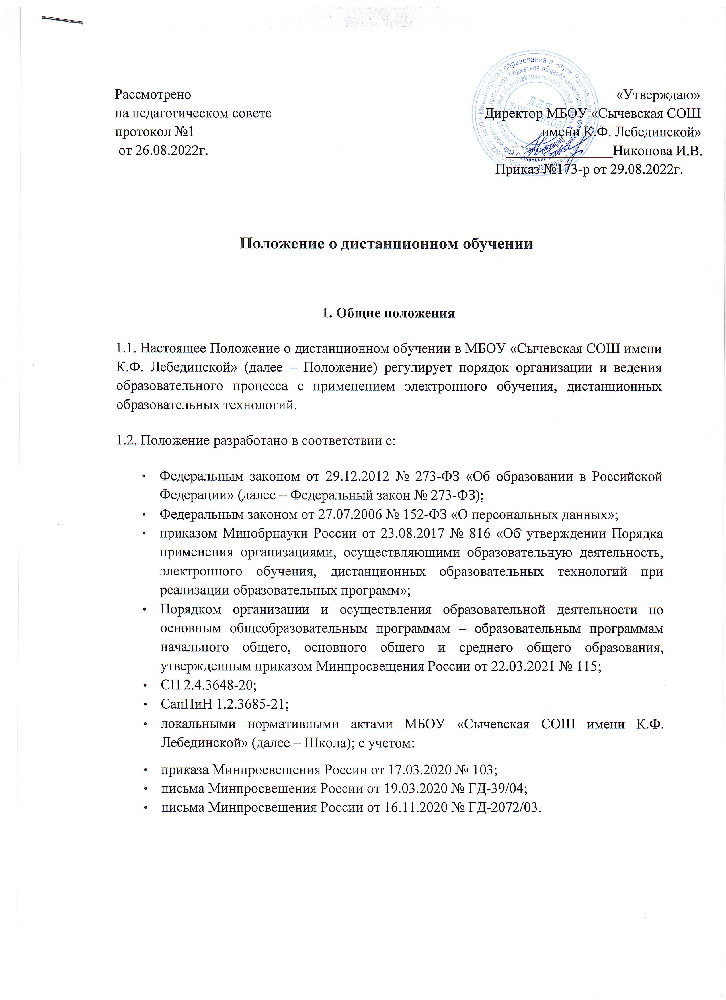 Рассмотрено
на педагогическом совете
протокол №1
от 26.08.2022г.
«Утверждаю»
Директор МБОУ «Сычевская СОШ
имени К.Ф. Лебединской»
Никонова И.В.
Приказ №173-р от 29.08.2022г.
Министерство образования и науки Российской Федерации
ДЛЯ
ДОКУМЕНТОВ
Положение о дистанционном обучении
1. Общие положения
1.1. Настоящее Положение о дистанционном обучении в МБОУ «Сычевская СОШ имени
К.Ф. Лебединской» (далее – Положение) регулирует порядок организации и ведения
образовательного процесса с применением электронного обучения, дистанционных
образовательных технологий.
1.2. Положение разработано в соответствии с:
• Федеральным законом от 29.12.2012 № 273-ФЗ «Об образовании в Российской
Федерации» (далее – Федеральный закон № 273-ФЗ);
• Федеральным законом от 27.07.2006 № 152-ФЗ «О персональных данных»;
• приказом Минобрнауки России от 23.08.2017 № 816 «Об утверждении Порядка
применения организациями, осуществляющими образовательную деятельность,
электронного обучения, дистанционных образовательных технологий при
реализации образовательных программ»;
• Порядком организации и осуществления образовательной деятельности по
основным общеобразовательным программам – образовательным программам
начального общего, основного общего и среднего общего образования,
утвержденным приказом Минпросвещения России от 22.03.2021 № 115;
• СП 2.4.3648-20;
• СанПиН 1.2.3685-21;
• локальными нормативными актами МБОУ «Сычевская СОШ имени К.Ф.
Лебединской» (далее – Школа); с учетом:
• приказа Минпросвещения России от 17.03.2020 № 103;
• письма Минпросвещения России от 19.03.2020 № ГД-39/04;
• письма Минпросвещения России от 16.11.2020 № ГД-2072/03.